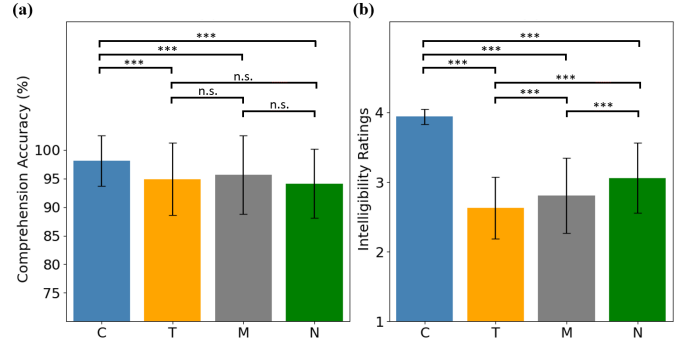 (a)
Comprehension Accuracy (%)
100
95
90
85
80
75
***
***
***
n.s.
n.s.
n.s.
C T M N
(b)
Intelligibility Ratings
4
3
2
1
***
***
***
***
***
***
C T M N